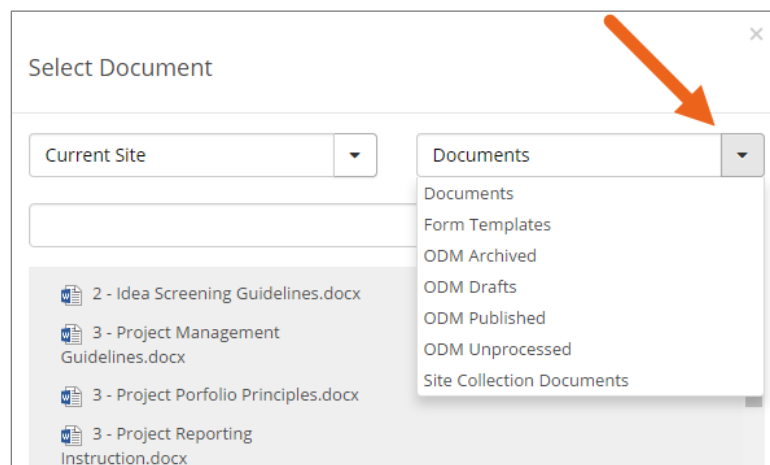 Select Document
Current Site
Documents
Documents
Form Templates
ODM Archived
ODM Drafts
ODM Published
ODM Unprocessed
Site Collection Documents
2 - Idea Screening Guidelines.docx
3 - Project Management
Guidelines.docx
3 - Project Porfolio Principles.docx
3 - Project Reporting
Instruction.docx